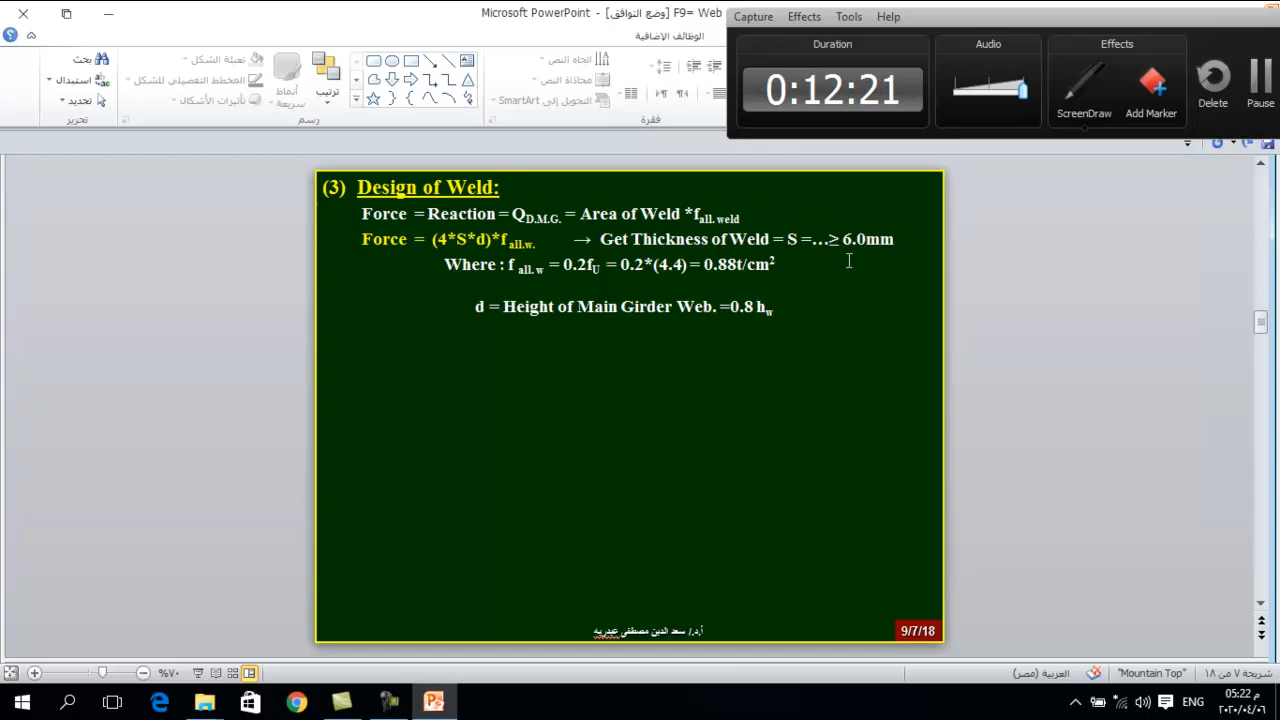 Microsoft PowerPoint - [وضع التوافق] F9= Web
الوظائف الإضافية
Capture Effects Tools Help
Duration
0:12:21
Audio
Effects
ScreenDraw
Add Marker
Delete
Pause
بحث
استبدال
تحديد
تحرير
تعبئة الشكل
المخطط التفصيلي للشكل
تأثيرات الأشكال
أنماط سريعة
ترتيب
رسم
اتجاه النص
محاذاة النص
التحويل إلى SmartArt
فقرة
(3) Design of Weld:
Force = Reaction = Q D.M.G. = Area of Weld *f all. weld
Force = (4*S*d)*f all.w. → Get Thickness of Weld = S =…≥ 6.0mm
Where : f all. w = 0.2fU = 0.2*(4.4) = 0.88t/cm2
d = Height of Main Girder Web. =0.8 hw
أ.د./ سعد الدين مصطفى عبدربه
9/7/18
%٧٠
العربية (مصر)
"Mountain Top"
شريحة ٧ من ١٨
ENG
05:22 م
٢٠٢٠/٠٤/٠٦